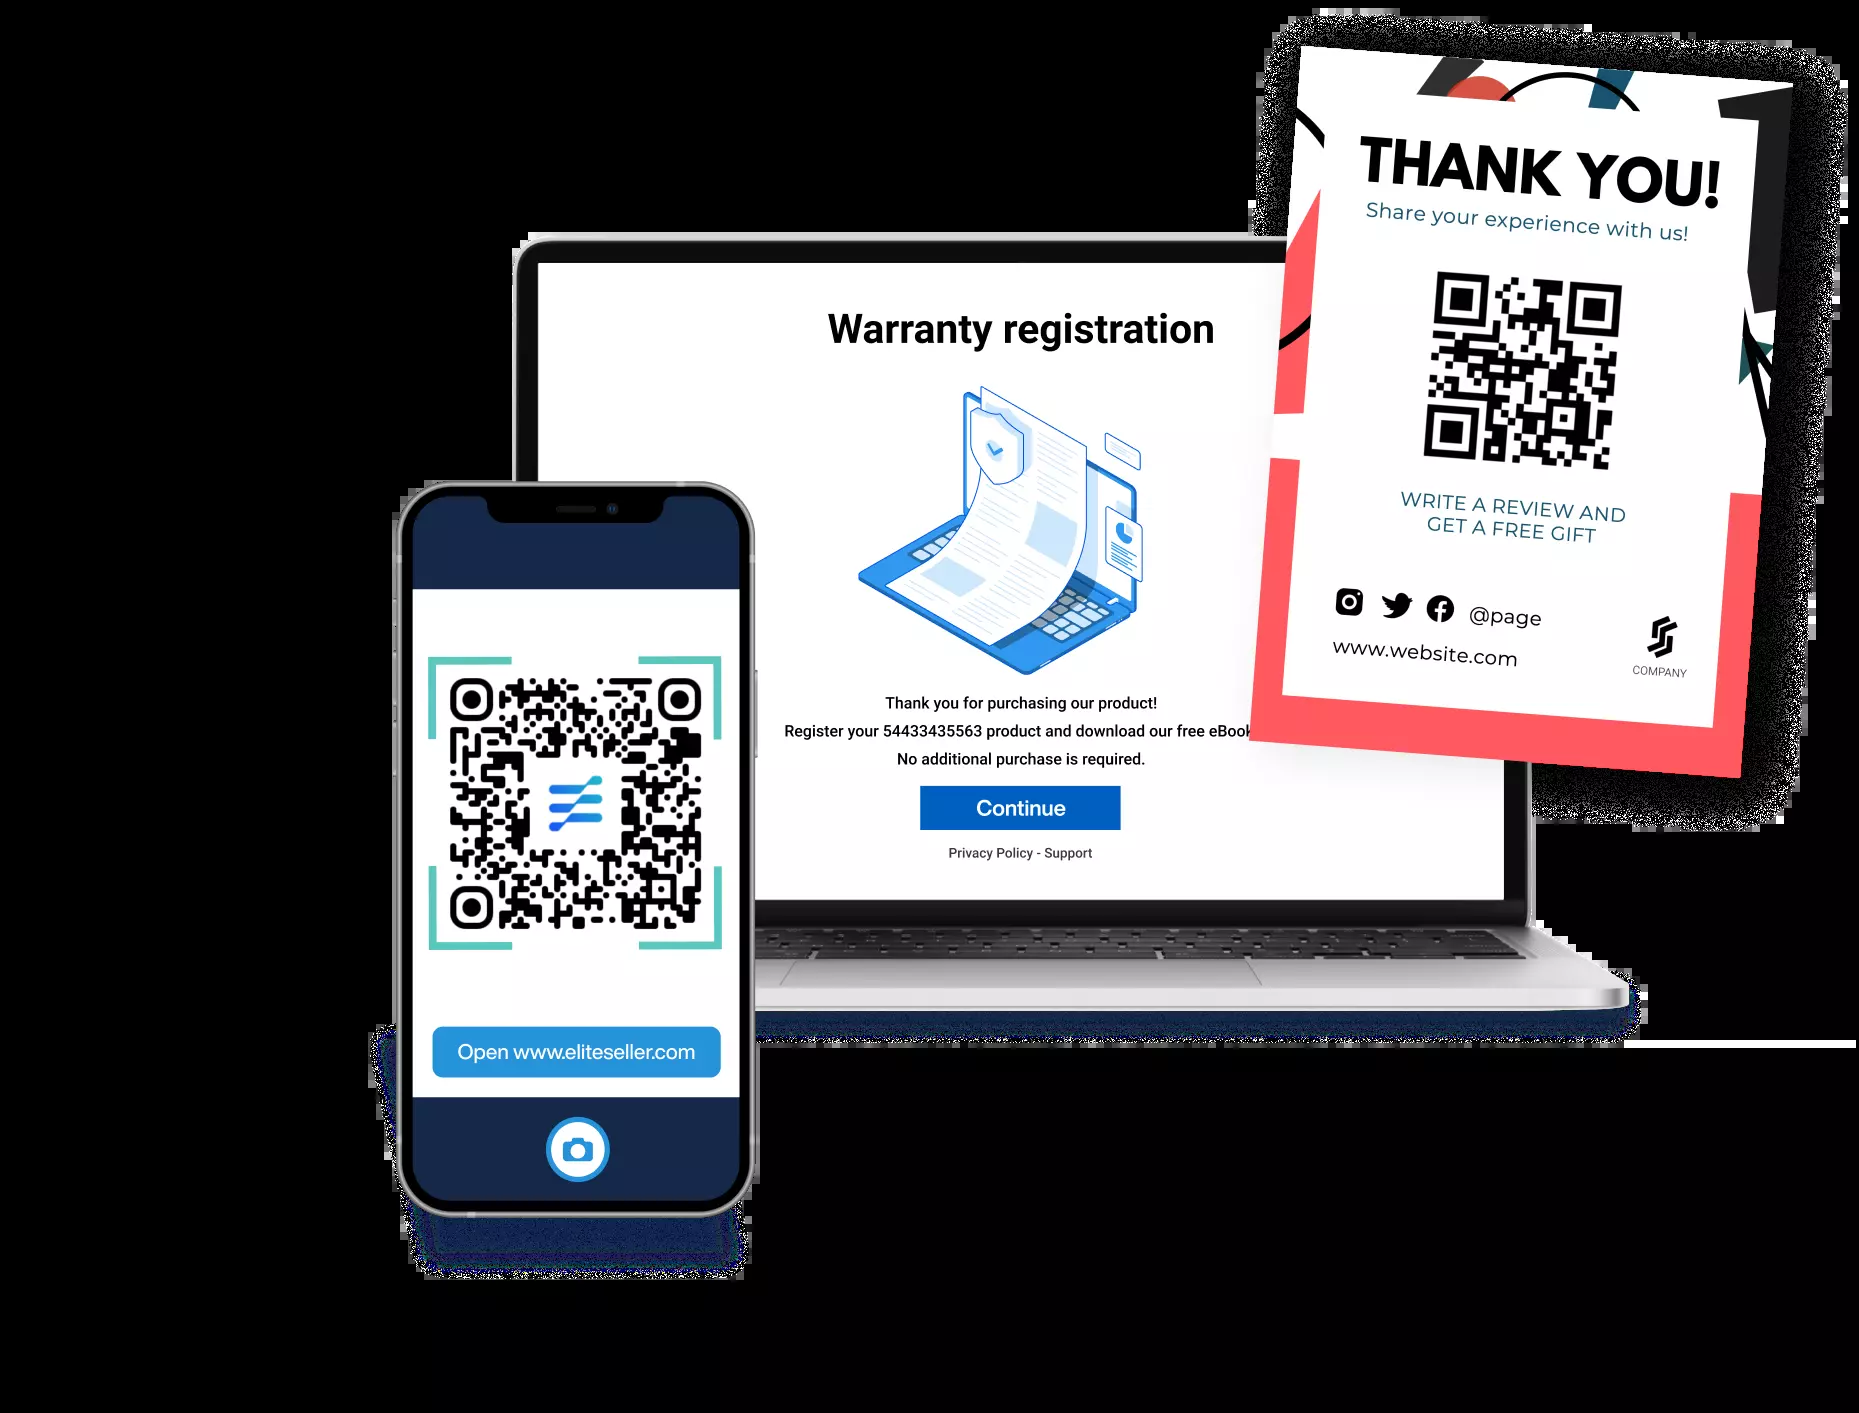 THANK YOU!
Share your experience with us!
WRITE A REVIEW AND
GET A FREE GIFT
@page
www.website.com
COMPANY
Warranty registration
Thank you for purchasing our product!
Register your 54433435563 product and download our free eBook
No additional purchase is required.
Continue
Privacy Policy - Support
Open www.eliteseller.com